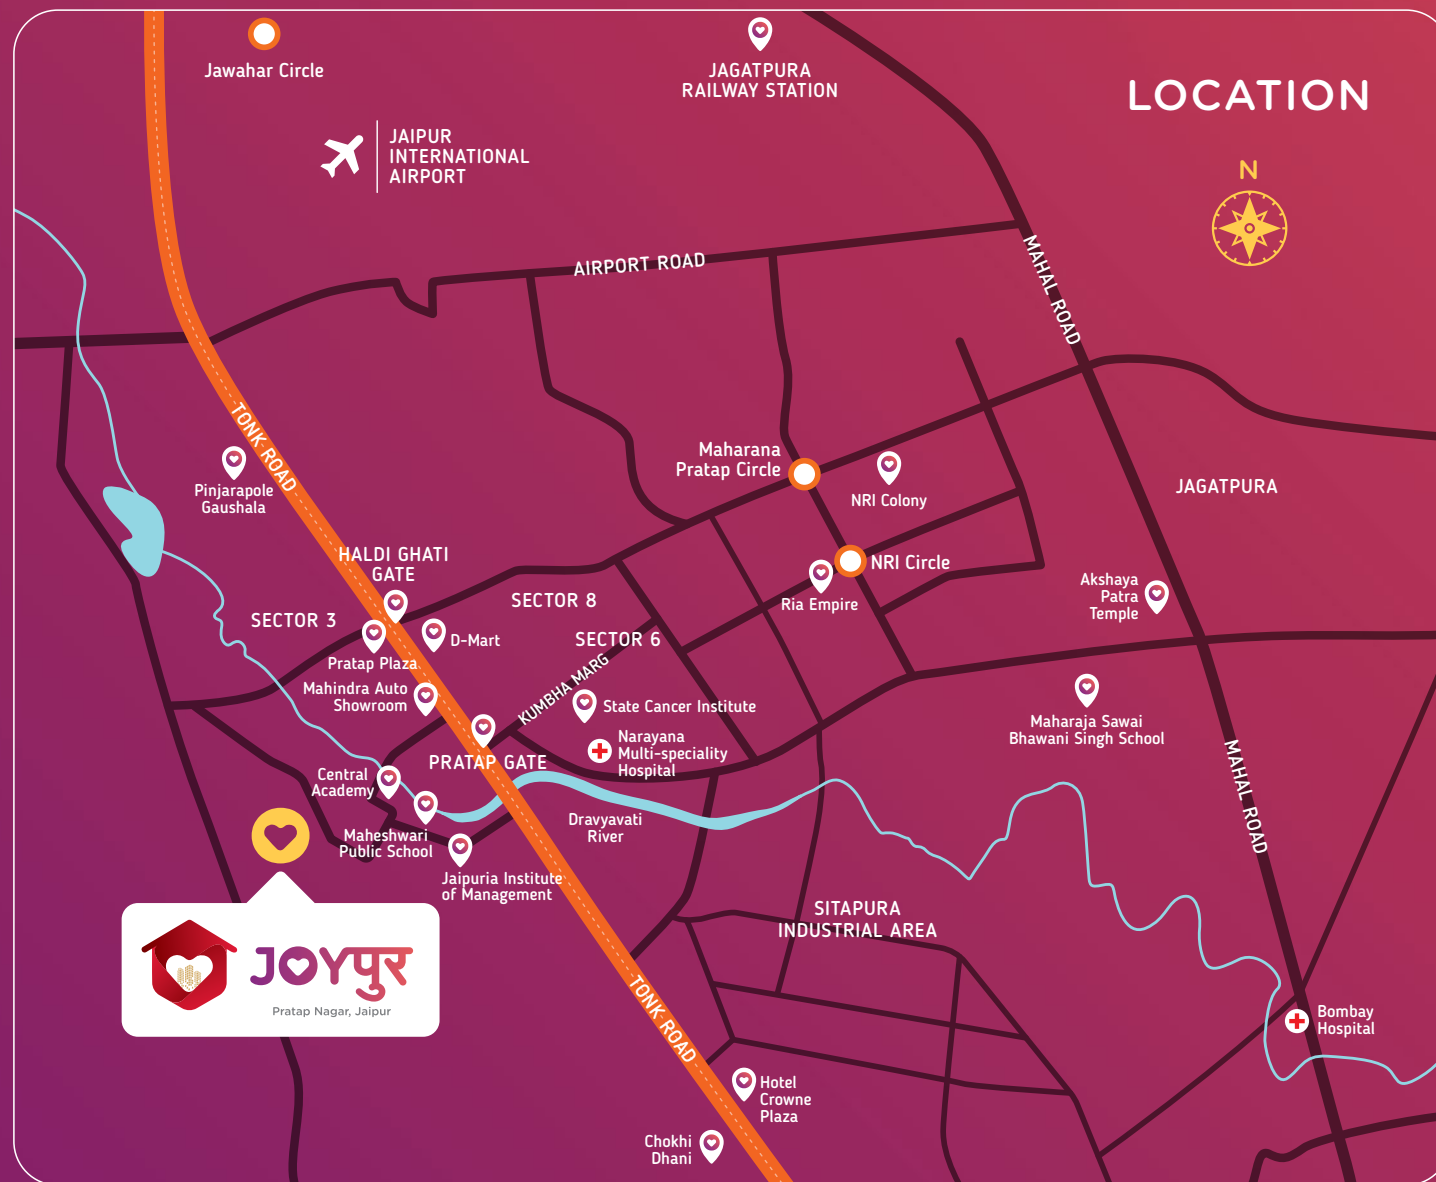 Jawahar Circle
JAGATPURA
RAILWAY STATION
LOCATION
JAIPUR
INTERNATIONAL
AIRPORT
N
AIRPORT ROAD
MAHAL ROAD
TONK ROAD
Pinjarapole
Gaushala
Maharana
Pratap Circle
NRI Colony
JAGATPURA
HALDI GHATI
GATE
NRI Circle
SECTOR 3
SECTOR 8
Ria Empire
Akshaya
Patra
Temple
D-Mart
SECTOR 6
Pratap Plaza
KUMBHA MARG
Mahindra Auto
Showroom
State Cancer Institute
Maharaja Sawai
Bhawani Singh School
PRATAP GATE
Narayana
Multi-speciality
Hospital
MAHAL ROAD
Central
Academy
Dravyavati
River
Maheshwari
Public School
Jaipuria Institute
of Management
SITAPURA
INDUSTRIAL AREA
JOYपुर
Pratap Nagar, Jaipur
TONK ROAD
Bombay
Hospital
Hotel
Crowne
Plaza
Chokhi
Dhani